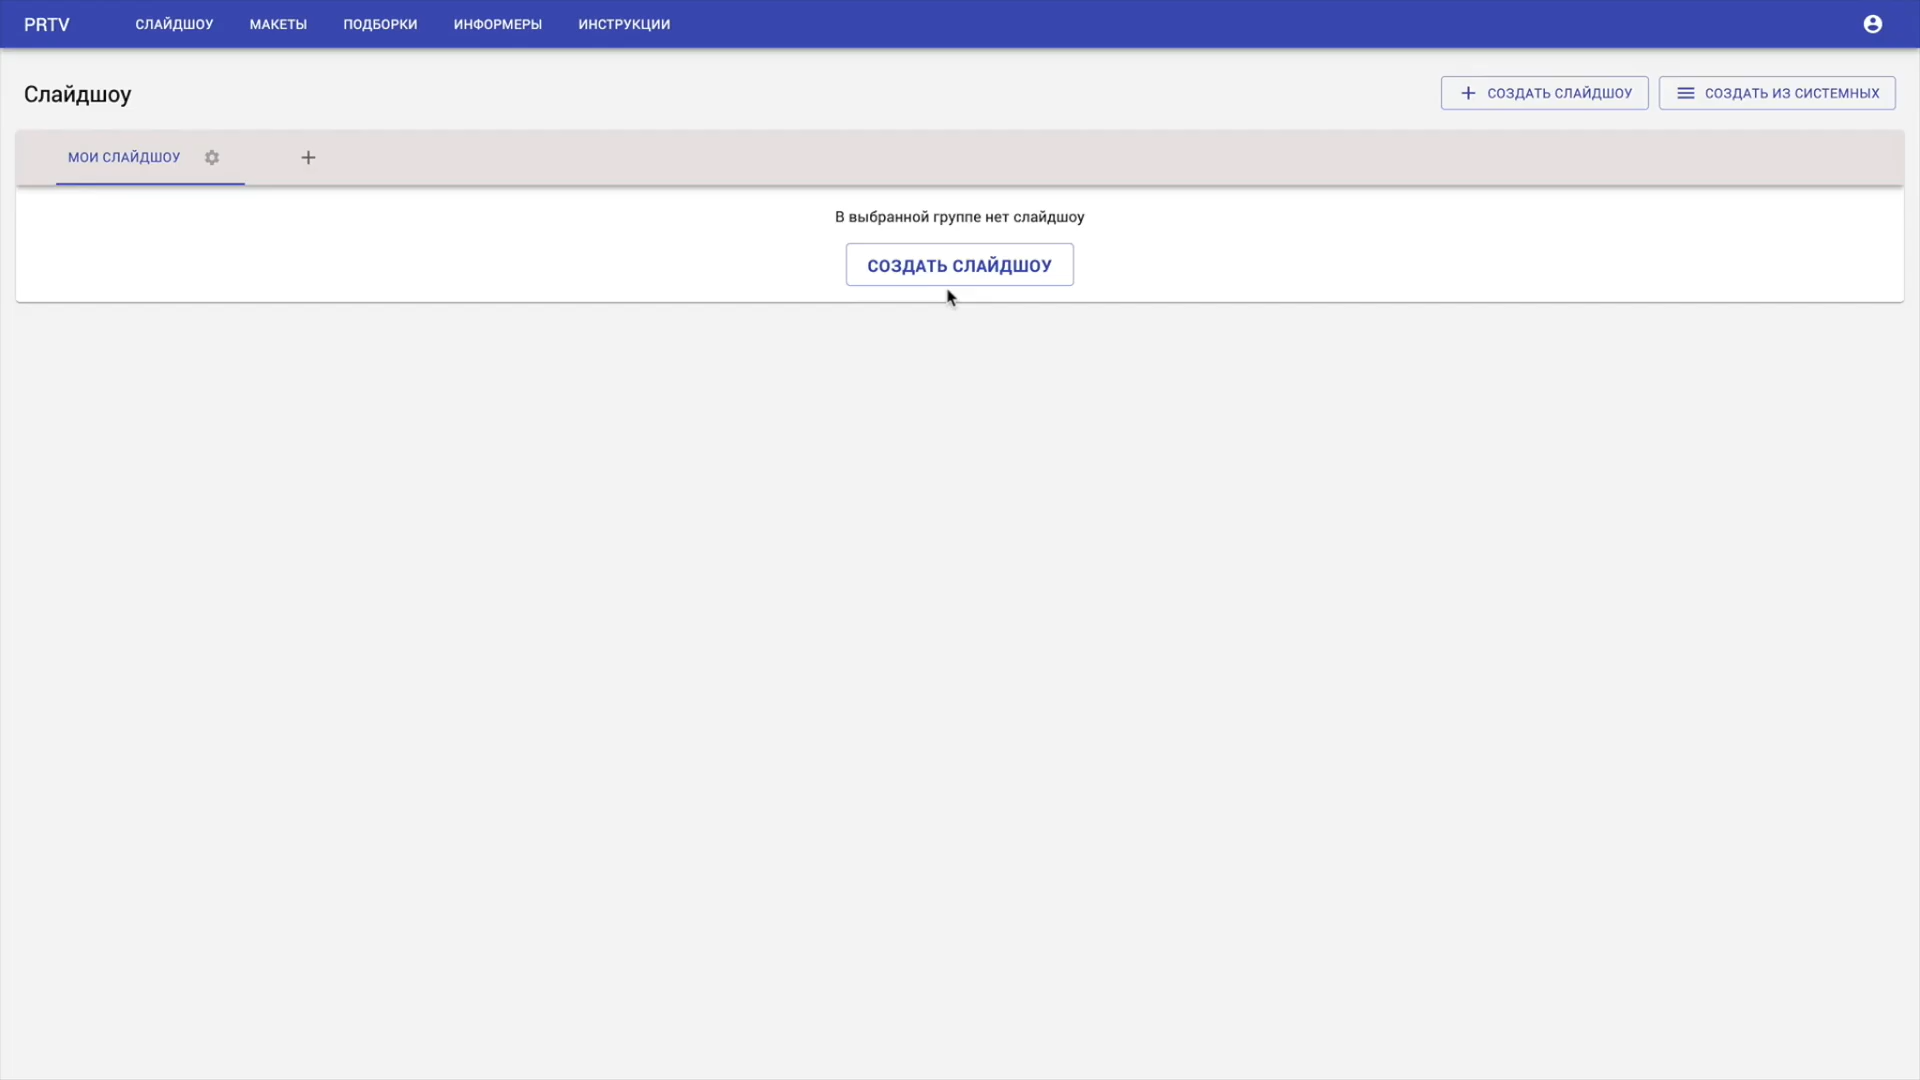 PRTV
СЛАЙДШОУ
МАКЕТЫ
ПОДБОРКИ
ИНФОРМЕРЫ
ИНСТРУКЦИИ
Слайдшоу
СОЗДАТЬ СЛАЙДШОУ
СОЗДАТЬ ИЗ СИСТЕМНЫХ
МОИ СЛАЙДШОУ
В выбранной группе нет слайдшоу
СОЗДАТЬ СЛАЙДШОУ